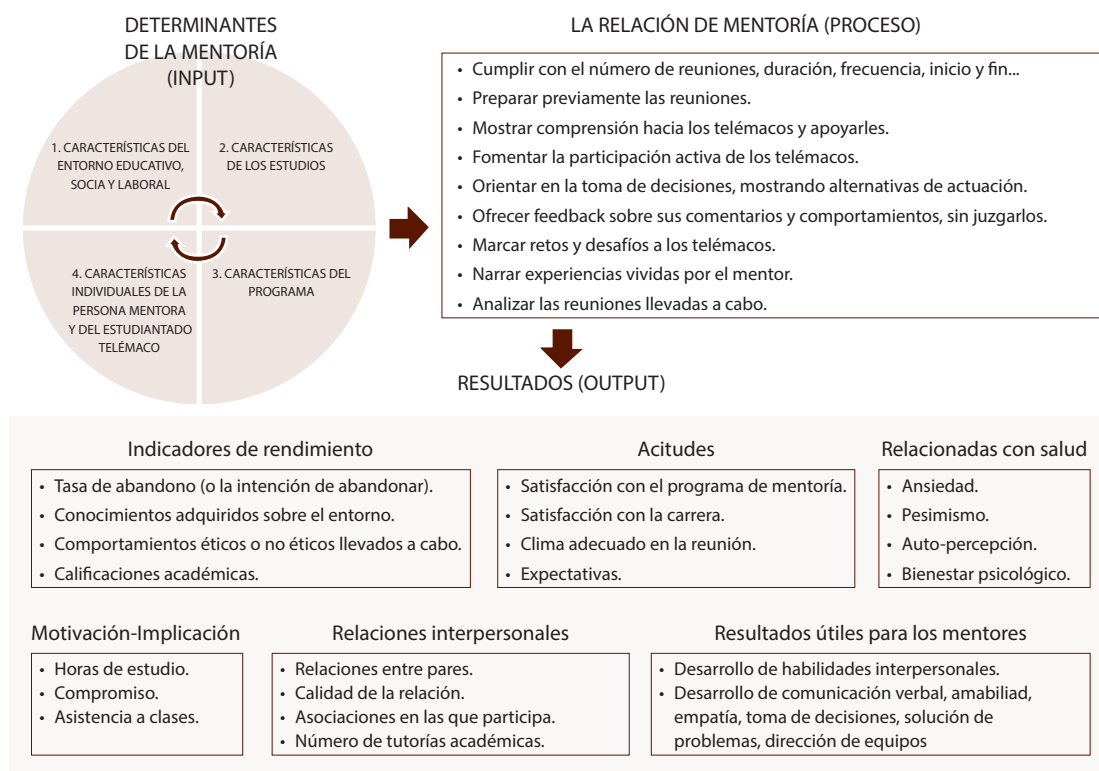 DETERMINANTES
DE LA MENTORÍA
(INPUT)
1. CARACTERÍSTICAS DEL
ENTORNO EDUCATIVO,
SOCIA Y LABORAL
2. CARACTERÍSTICAS
DE LOS ESTUDIOS
4. CARACTERÍSTICAS
INDIVIDUALES DE LA
PERSONA MENTORA
Y DEL ESTUDIANTADO
TELÉMACO
3. CARACTERÍSTICAS DEL
PROGRAMA
LA RELACIÓN DE MENTORÍA (PROCESO)
• Cumplir con el número de reuniones, duración, frecuencia, inicio y fin...
• Preparar previamente las reuniones.
• Mostrar comprensión hacia los telémacos y apoyarles.
• Fomentar la participación activa de los telémacos.
• Orientar en la toma de decisiones, mostrando alternativas de actuación.
• Ofrecer feedback sobre sus comentarios y comportamientos, sin juzgarlos.
• Marcar retos y desafíos a los telémacos.
• Narrar experiencias vividas por el mentor.
• Analizar las reuniones llevadas a cabo.
RESULTADOS (OUTPUT)
Indicadores de rendimiento
• Tasa de abandono (o la intención de abandonar).
• Conocimientos adquiridos sobre el entorno.
• Comportamientos éticos o no éticos llevados a cabo.
• Calificaciones académicas.
Actitudes
• Satisfacción con el programa de mentoría.
• Satisfacción con la carrera.
• Clima adecuado en la reunión.
• Expectativas.
Relacionadas con salud
• Ansiedad.
• Pesimismo.
• Auto-percepción.
• Bienestar psicológico.
Motivación-Implicación
• Horas de estudio.
• Compromiso.
• Asistencia a clases.
Relaciones interpersonales
• Relaciones entre pares.
• Calidad de la relación.
• Asociaciones en las que participa.
• Número de tutorías académicas.
Resultados útiles para los mentores
• Desarrollo de habilidades interpersonales.
• Desarrollo de comunicación verbal, amabiliad,
empatía, toma de decisiones, solución de
problemas, dirección de equipos